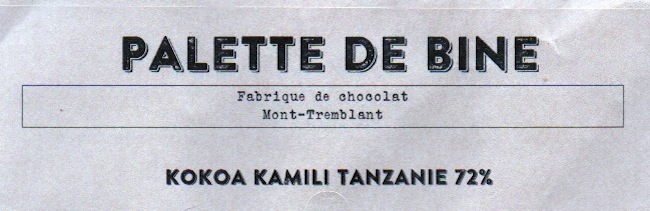 PALETTE DE BINE
Fabrique de chocolat
Mont-Tremblant
KOKOA KAMILI TANZANIE 72%